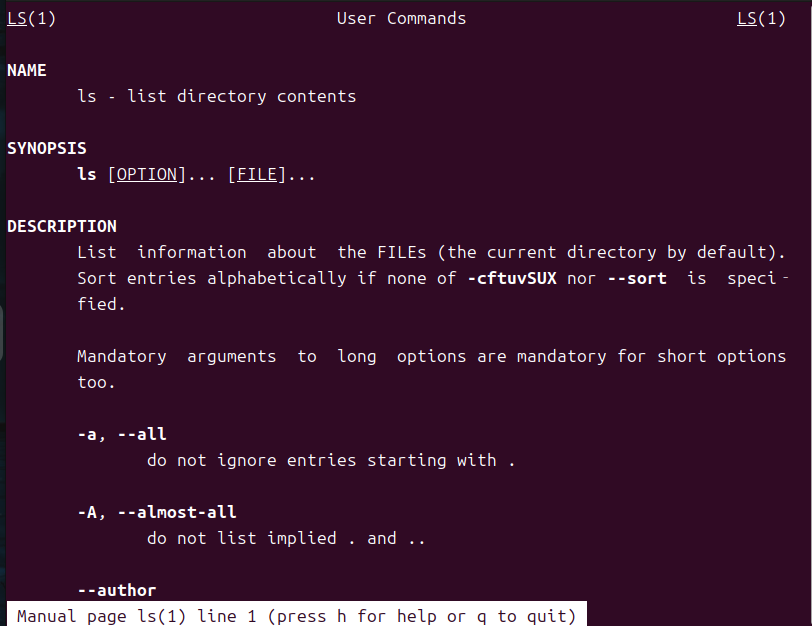 LS(1) User Commands LS(1)
NAME
ls - list directory contents
SYNOPSIS
ls [OPTION]... [FILE]...
DESCRIPTION
List information about the FILEs (the current directory by default).
Sort entries alphabetically if none of -cftuvSUX nor --sort is speci-
fied.
Mandatory arguments to long options are mandatory for short options
too.
-a, --all
do not ignore entries starting with .
-A, --almost-all
do not list implied . and ..
--author
Manual page ls(1) line 1 (press h for help or q to quit)